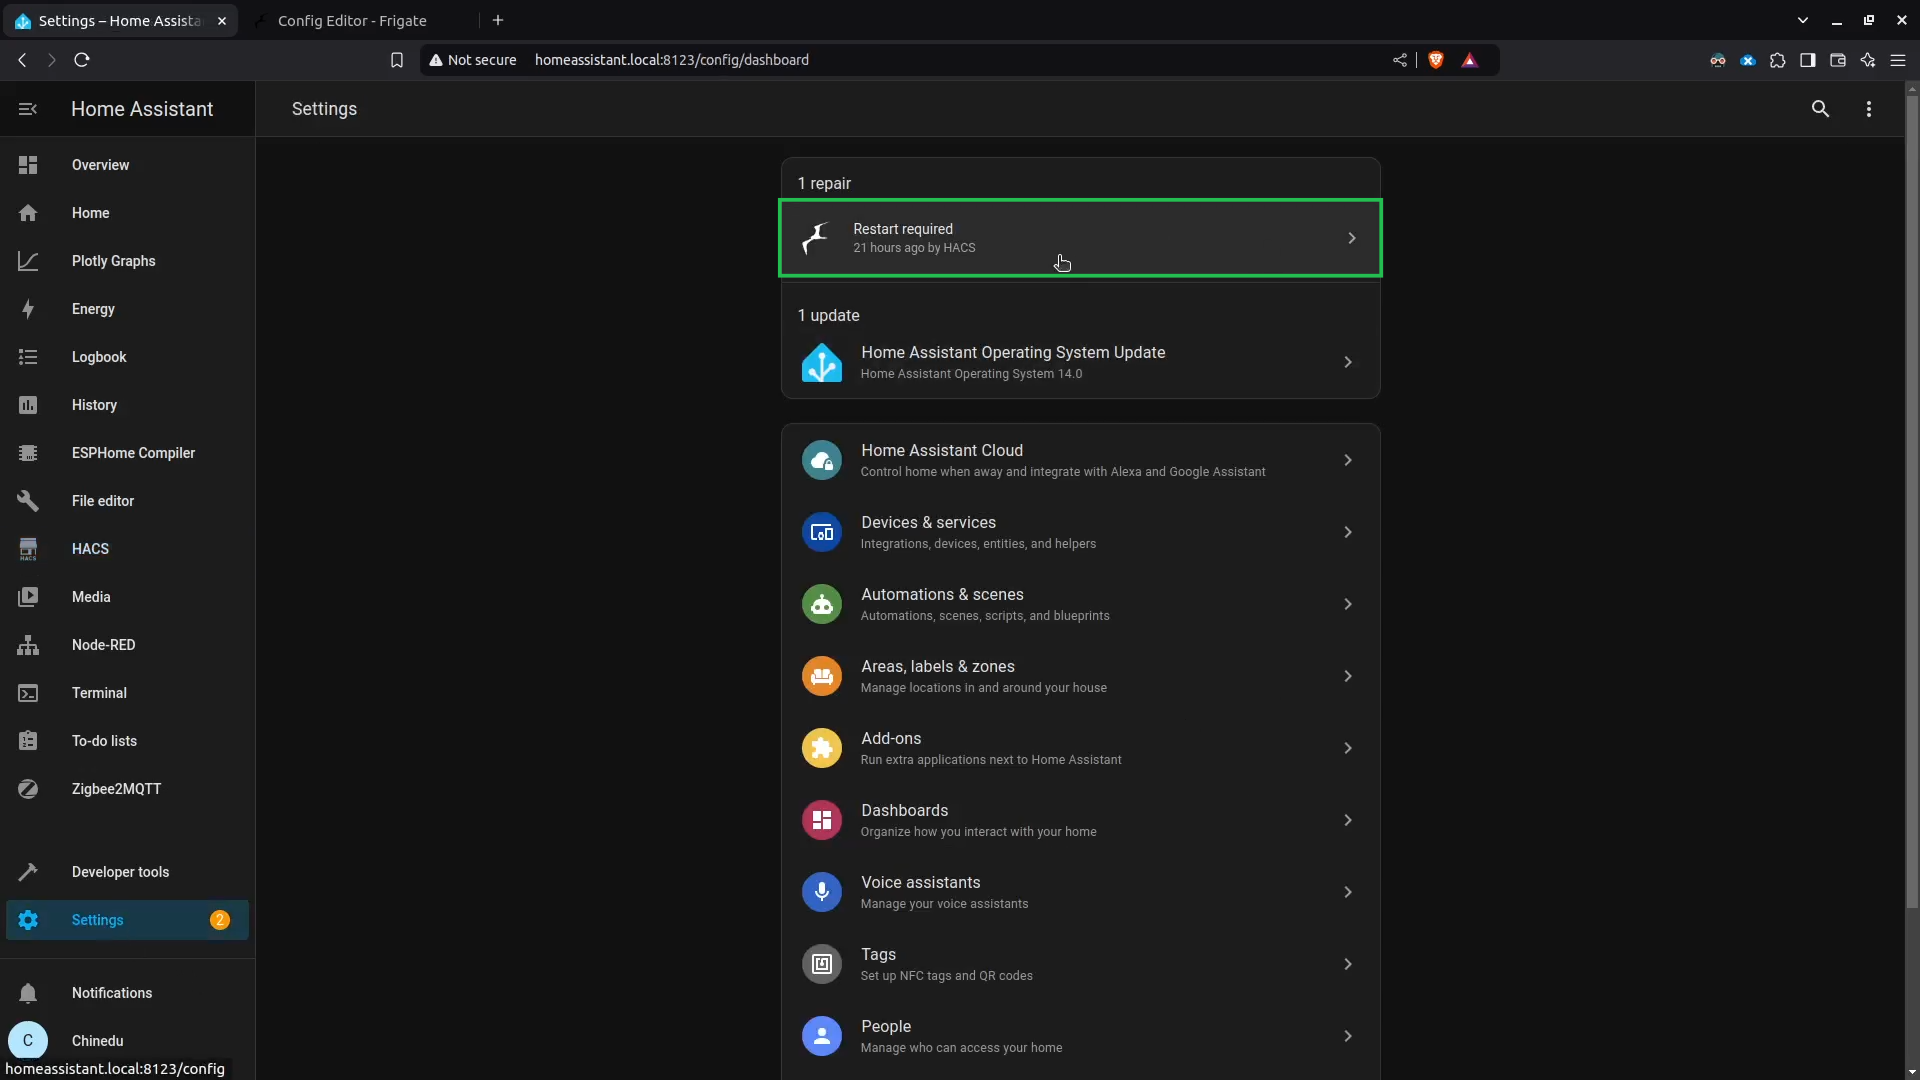 Settings – Home Assista
Config Editor - Frigate
Not secure
homeassistant.local:8123/config/dashboard
Home Assistant
Settings
Overview
Home
Plotly Graphs
Energy
Logbook
History
ESPHome Compiler
File editor
HACS
HACS
Media
Node-RED
Terminal
To-do lists
Zigbee2MQTT
Developer tools
Settings
2
Notifications
C
Chinedu
homeassistant.local:8123/config
1 repair
Restart required
21 hours ago by HACS
1 update
Home Assistant Operating System Update
Home Assistant Operating System 14.0
Home Assistant Cloud
Control home when away and integrate with Alexa and Google Assistant
Devices & services
Integrations, devices, entities, and helpers
Automations & scenes
Automations, scenes, scripts, and blueprints
Areas, labels & zones
Manage locations in and around your house
Add-ons
Run extra applications next to Home Assistant
Dashboards
Organize how you interact with your home
Voice assistants
Manage your voice assistants
Tags
Set up NFC tags and QR codes
People
Manage who can access your home